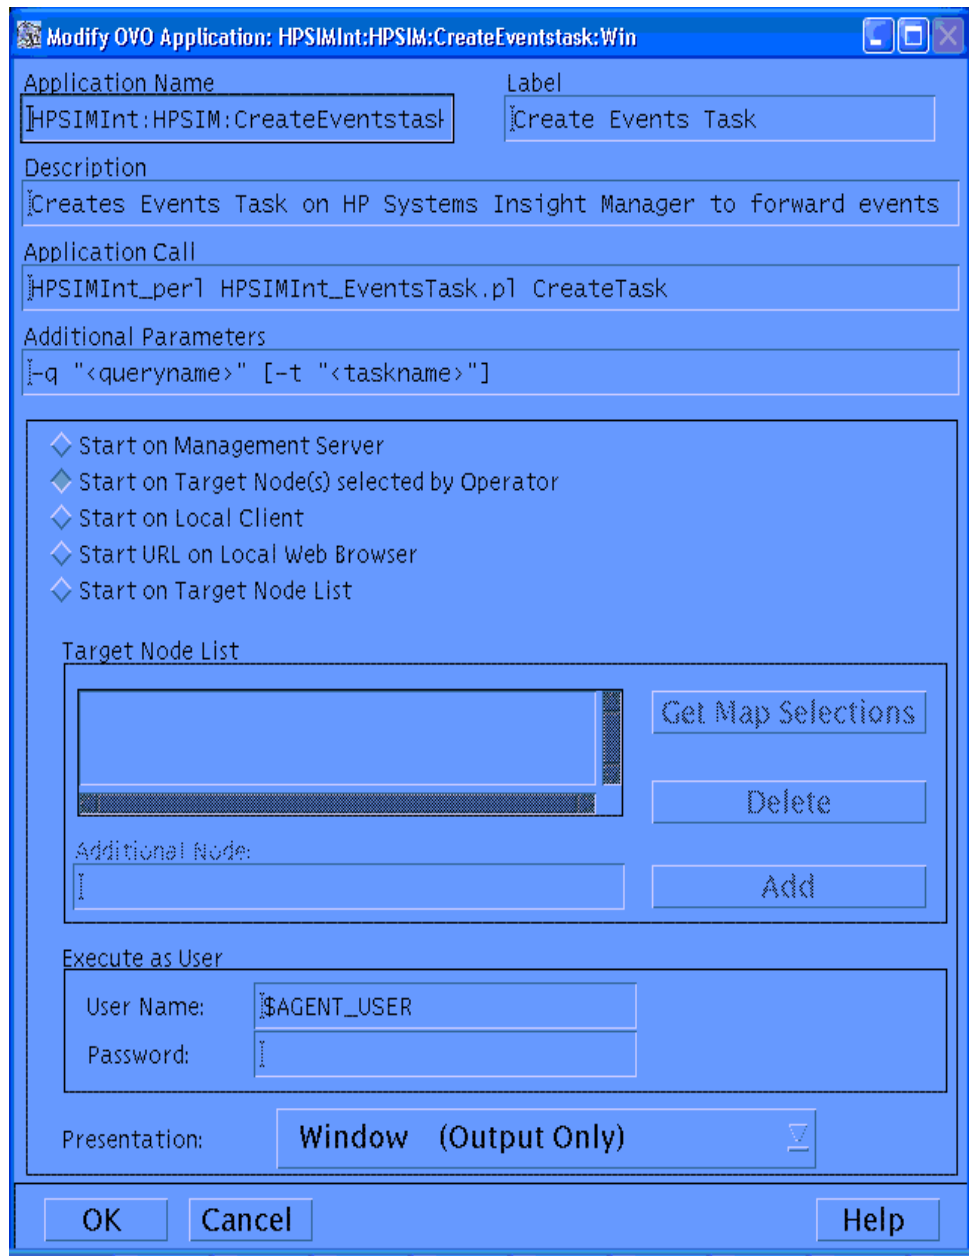 Modify OVO Application: HPSIMInt:HPSIM:CreateEventstask:Win
Application Name Label
HPSIMInt:HPSIM:CreateEventstask Create Events Task
Description
Creates Events Task on HP Systems Insight Manager to forward events
Application Call
HPSIMInt_perl HPSIMInt_EventsTask.pl CreateTask
Additional Parameters
-q "<queryname>" [-t "<taskname>"]
Start on Management Server
Start on Target Node(s) selected by Operator
Start on Local Client
Start URL on Local Web Browser
Start on Target Node List
Target Node List
Get Map Selections
Delete
Additional Node:
Add
Execute as User
User Name: $AGENT_USER
Password:
Presentation: Window (Output Only)
OK Cancel Help